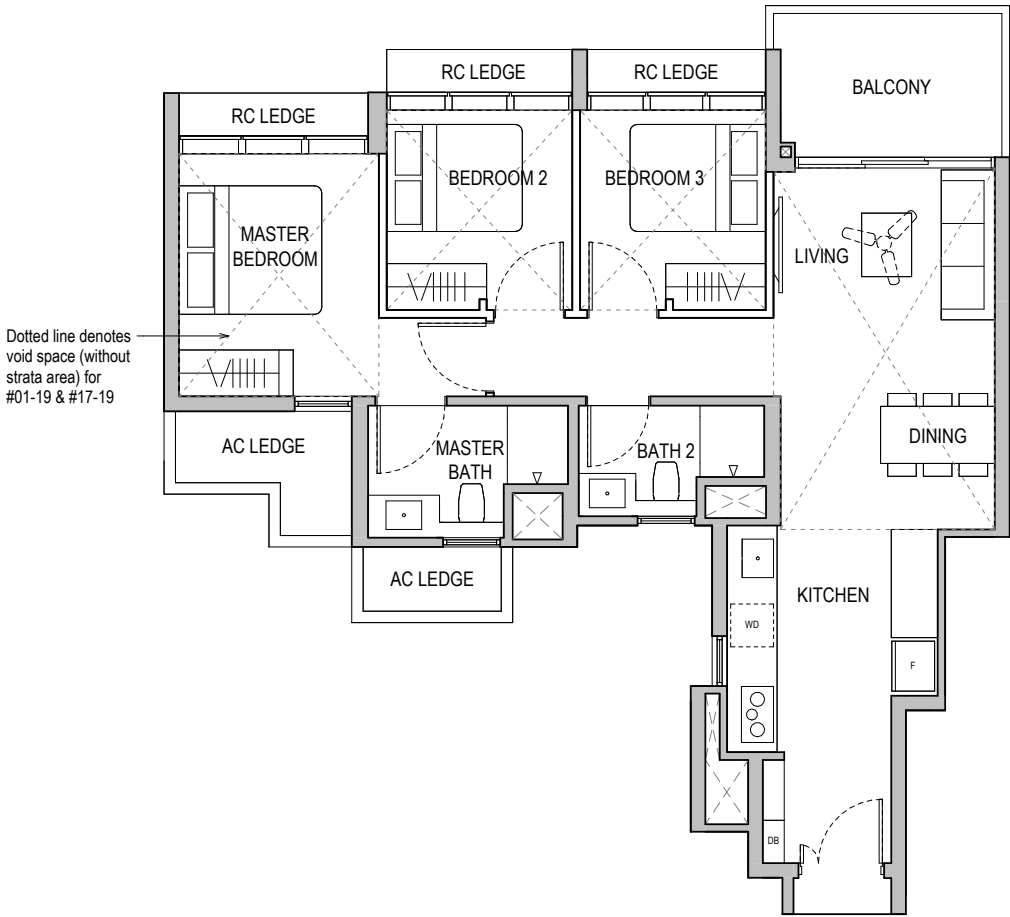 RC LEDGE
RC LEDGE
BALCONY
RC LEDGE
BEDROOM 2
BEDROOM 3
MASTER
BEDROOM
LIVING
Dotted line denotes
void space (without
strata area) for
#01-19 & #17-19
AC LEDGE
MASTER
BATH
BATH 2
DINING
AC LEDGE
KITCHEN
WD
F
DB